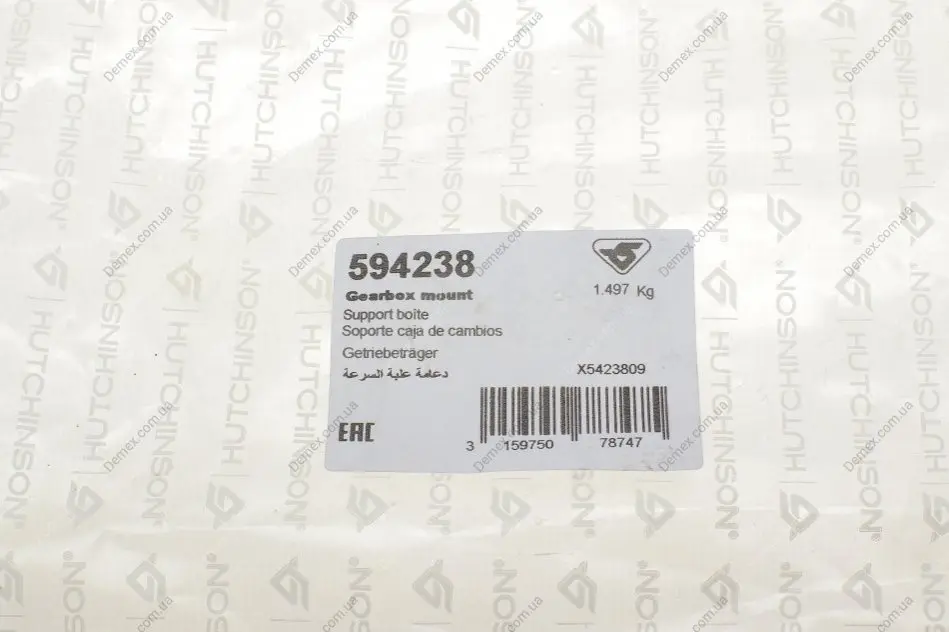 594238
1.497 Kg
Gearbox mount
Support boîte
Soporte caja de cambios
Getriebeträger
دعامة علبة السرعة
X5423809
EAC
3 159750 78747
HUTCHINSON®
Demex.com.ua